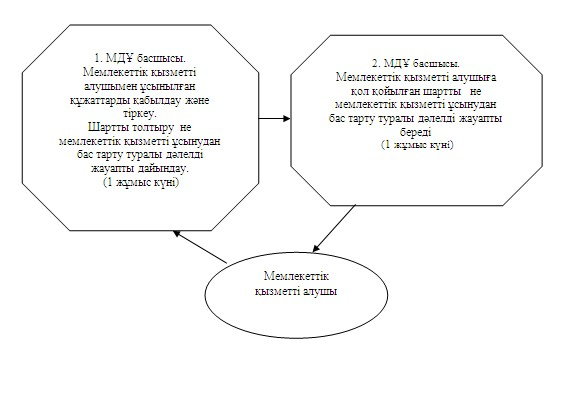 1. МДҰ басшысы.
Мемлекеттік қызметті
алушымен ұсынылған
құжаттарды қабылдау және
тіркеу.
Шартты толтыру не
мемлекеттік қызметті ұсынудан
бас тарту туралы дәлелді
жауапты дайындау.
(1 жұмыс күні)
2. МДҰ басшысы.
Мемлекеттік қызметті алушыға
қол қойылған шартты не
мемлекеттік қызметті ұсынудан
бас тарту туралы дәлелді жауапты
береді
(1 жұмыс күні)
Мемлекеттік
қызметті алушы